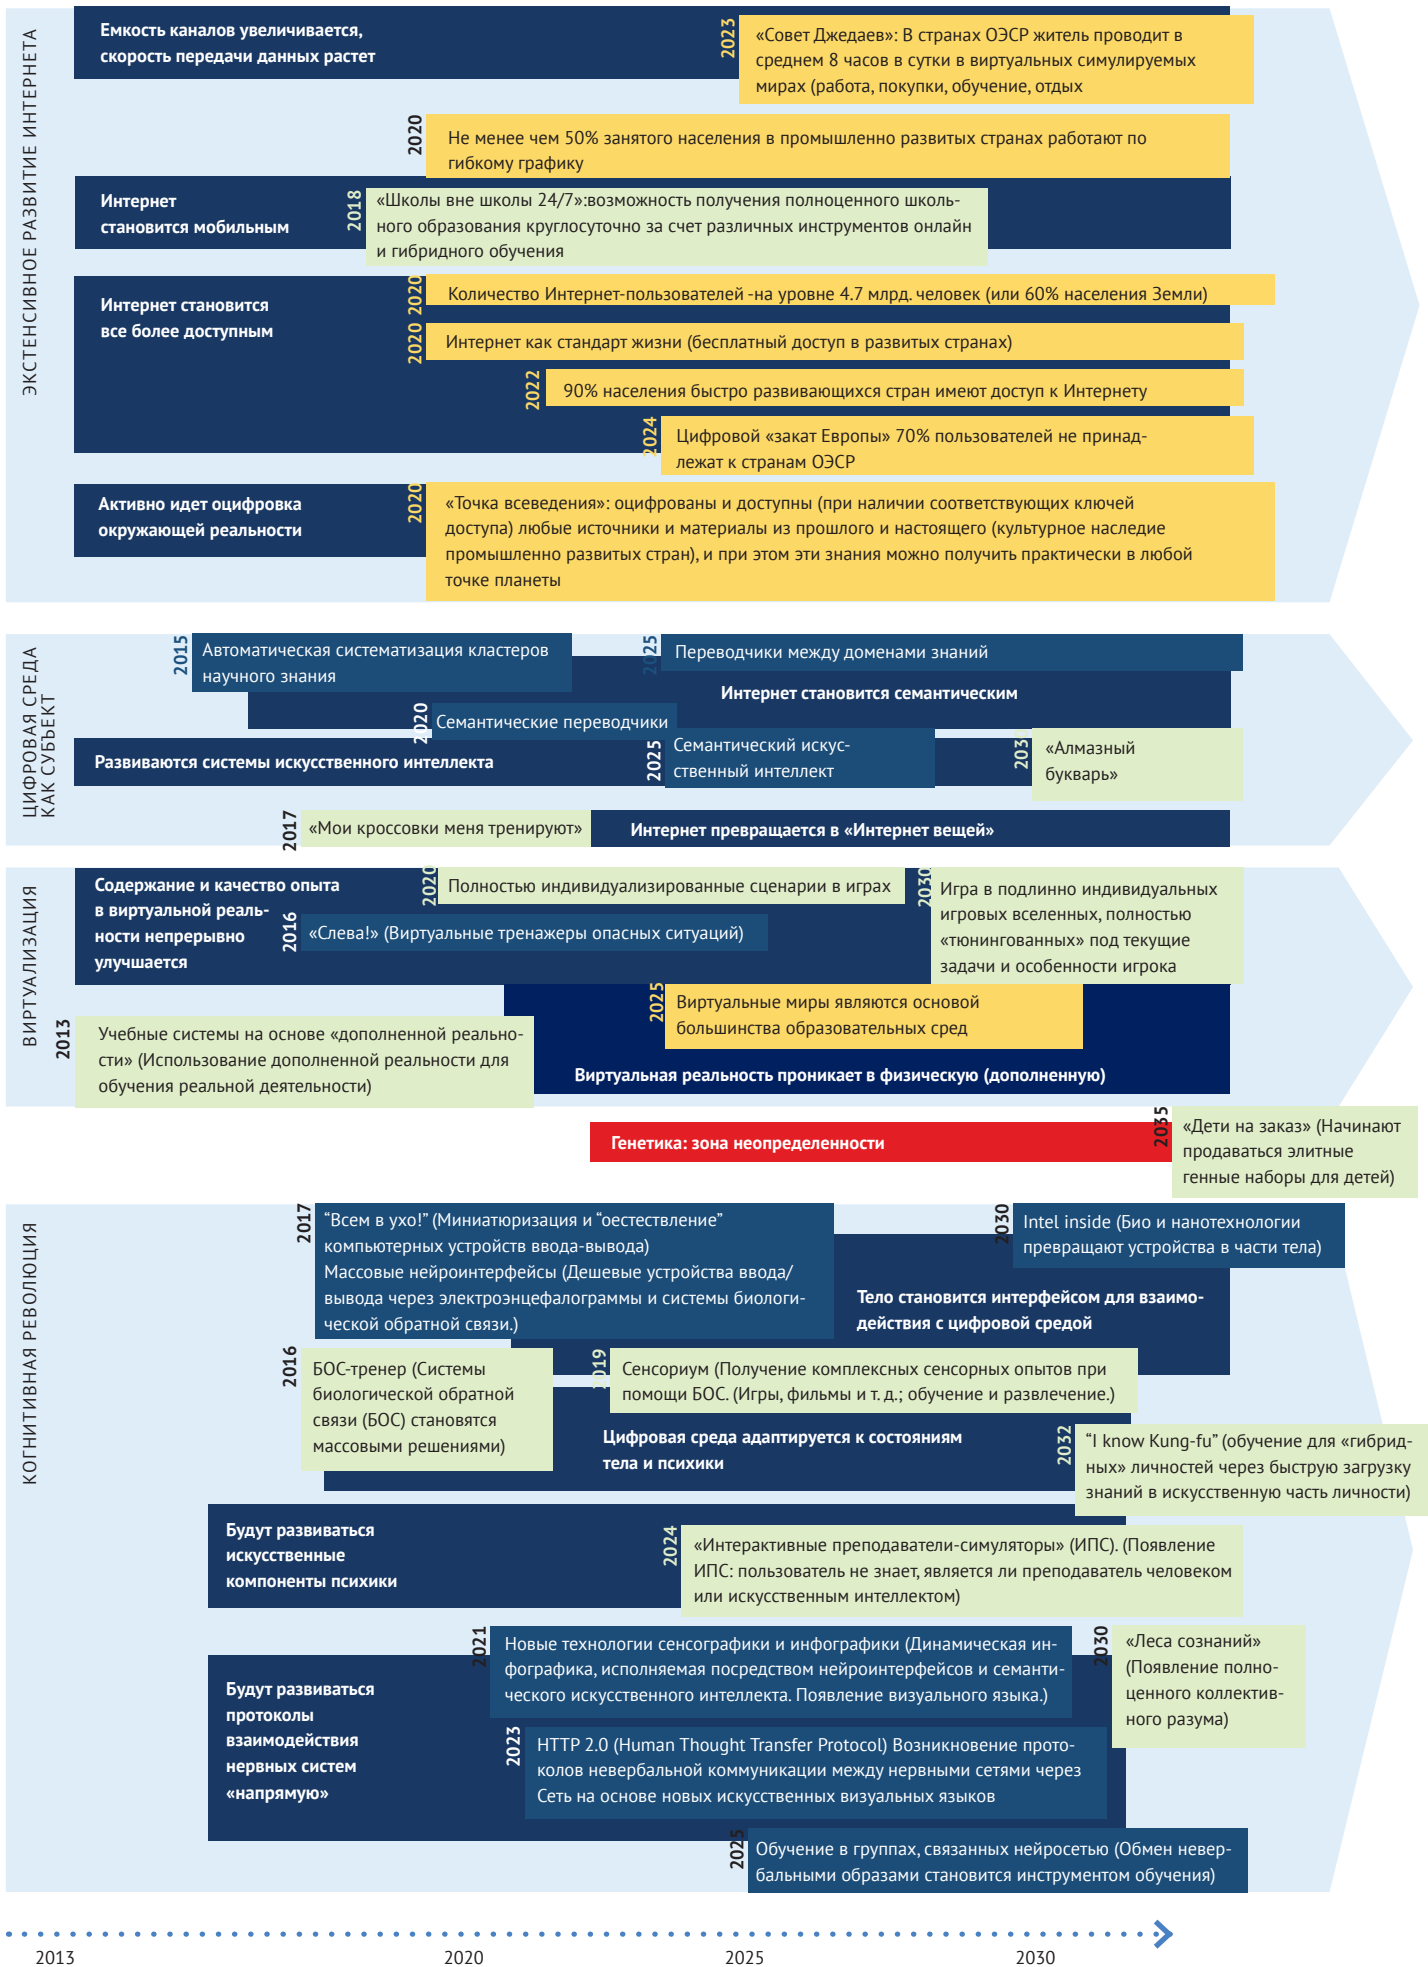 ЭКСТЕНСИВНОЕ РАЗВИТИЕ ИНТЕРНЕТА
Емкость каналов увеличивается,
скорость передачи данных растет
2023
«Совет Джедаев»: В странах ОЭСР житель проводит в
среднем 8 часов в сутки в виртуальных симулируемых
мирах (работа, покупки, обучение, отдых
2020
Не менее чем 50% занятого населения в промышленно развитых странах работают по
гибкому графику
Интернет
становится мобильным
2018
«Школы вне школы 24/7»:возможность получения полноценного школь-
ного образования круглосуточно за счет различных инструментов онлайн
и гибридного обучения
Интернет становится
все более доступным
2020
Количество Интернет-пользователей -на уровне 4.7 млрд. человек (или 60% населения Земли)
2020
Интернет как стандарт жизни (бесплатный доступ в развитых странах)
2022
90% населения быстро развивающихся стран имеют доступ к Интернету
2024
Цифровой «закат Европы» 70% пользователей не принад-
лежат к странам ОЭСР
Активно идет оцифровка
окружающей реальности
2020
«Точка всеведения»: оцифрованы и доступны (при наличии соответствующих ключей
доступа) любые источники и материалы из прошлого и настоящего (культурное наследие
промышленно развитых стран), и при этом эти знания можно получить практически в любой
точке планеты
ЦИФРОВАЯ СРЕДА
КАК СУБЪЕКТ
2015
Автоматическая систематизация кластеров
научного знания
2025
Переводчики между доменами знаний
Интернет становится семантическим
2020
Семантические переводчики
Развиваются системы искусственного интеллекта
2025
Семантический искус-
ственный интеллект
«Алмазный
букварь»
2017
«Мои кроссовки меня тренируют»
Интернет превращается в «Интернет вещей»
ВИРТУАЛИЗАЦИЯ
Содержание и качество опыта
в виртуальной реаль-
ности непрерывно
улучшается
2020
Полностью индивидуализированные сценарии в играх
2016
«Слева!» (Виртуальные тренажеры опасных ситуаций)
2030
Игра в подлинно индивидуальных
игровых вселенных, полностью
«тюнингованных» под текущие
задачи и особенности игрока
2025
Виртуальные миры являются основой
большинства образовательных сред
2013
Учебные системы на основе «дополненной реально-
сти» (Использование дополненной реальности для
обучения реальной деятельности)
Виртуальная реальность проникает в физическую (дополненную)
Генетика: зона неопределенности
2035
«Дети на заказ» (Начинают
продаваться элитные
генные наборы для детей)
КОГНИТИВНАЯ РЕВОЛЮЦИЯ
2017
“Всем в ухо!” (Миниатюризация и “оестествление”
компьютерных устройств ввода-вывода)
Массовые нейроинтерфейсы (Дешевые устройства ввода/
вывода через электроэнцефалограммы и системы биологи-
ческой обратной связи.)
2030
Intel inside (Био и нанотехнологии
превращают устройства в части тела)
Тело становится интерфейсом для взаимо-
действия с цифровой средой
2016
БОС-тренер (Системы
биологической обратной
связи (БОС) становятся
массовыми решениями)
2019
Сенсориум (Получение комплексных сенсорных опытов при
помощи БОС. (Игры, фильмы и т. д.; обучение и развлечение.)
Цифровая среда адаптируется к состояниям
тела и психики
2032
“I know Kung-fu” (обучение для «гибрид-
ных» личностей через быструю загрузку
знаний в искусственную часть личности)
Будут развиваться
искусственные
компоненты психики
2024
«Интерактивные преподаватели-симуляторы» (ИПС). (Появление
ИПС: пользователь не знает, является ли преподаватель человеком
или искусственным интеллектом)
Будут развиваться
протоколы
взаимодействия
нервных систем
«напрямую»
2021
Новые технологии сенсографики и инфографики (Динамическая ин-
фографика, исполняемая посредством нейроинтерфейсов и семанти-
ческого искусственного интеллекта. Появление визуального языка.)
2030
«Леса сознаний»
(Появление полно-
ценного коллектив-
ного разума)
2023
HTTP 2.0 (Human Thought Transfer Protocol) Возникновение прото-
колов невербальной коммуникации между нервными сетями через
Сеть на основе новых искусственных визуальных языков
2025
Обучение в группах, связанных нейросетью (Обмен невер-
бальными образами становится инструментом обучения)
2013
2020
2025
2030